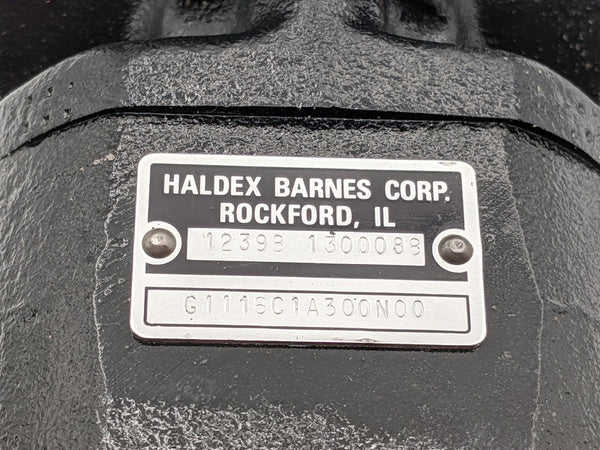 HALDEX BARNES CORP.
ROCKFORD, IL
12398 1300088
G1116C1A300N00